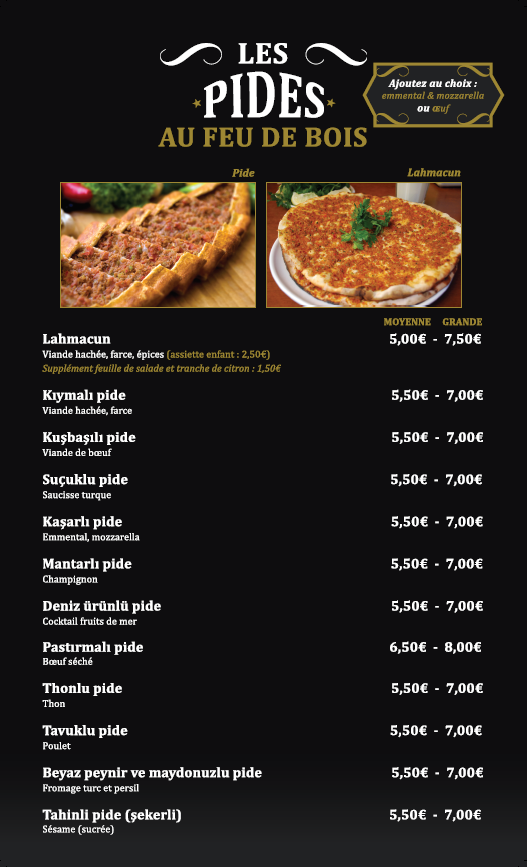 LES
PIDES
AU FEU DE BOIS
Ajoutez au choix :
emmental & mozzarella
ou œuf
Pide
Lahmacun
MOYENNE GRANDE
Lahmacun 5,00€ - 7,50€
Viande hachée, farce, épices (assiette enfant : 2,50€)
Supplément feuille de salade et tranche de citron : 1,50€
Kıymalı pide 5,50€ - 7,00€
Viande hachée, farce
Kuşbaşılı pide 5,50€ - 7,00€
Viande de bœuf
Suçuklu pide 5,50€ - 7,00€
Saucisse turque
Kaşarlı pide 5,50€ - 7,00€
Emmental, mozzarella
Mantarlı pide 5,50€ - 7,00€
Champignon
Deniz ürünlü pide 5,50€ - 7,00€
Cocktail fruits de mer
Pastırmalı pide 6,50€ - 8,00€
Bœuf séché
Thonlu pide 5,50€ - 7,00€
Thon
Tavuklu pide 5,50€ - 7,00€
Poulet
Beyaz peynir ve maydonuzlu pide 5,50€ - 7,00€
Fromage turc et persil
Tahinli pide (şekerli) 5,50€ - 7,00€
Sésame (sucrée)